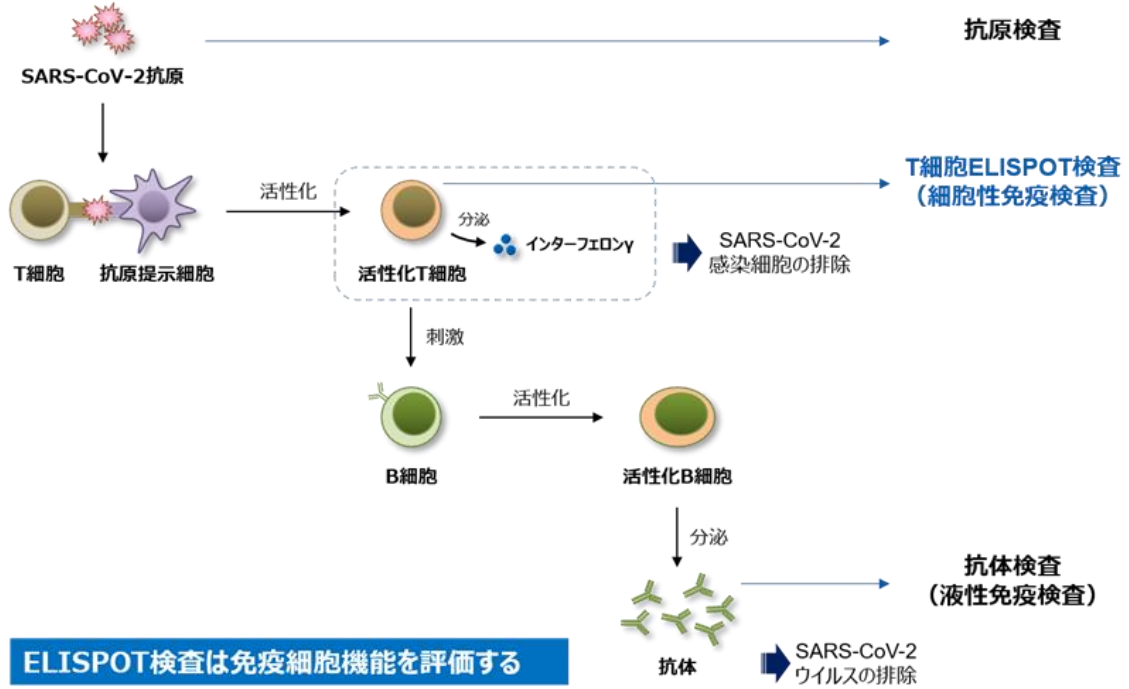 抗原検査
SARS-CoV-2抗原
T細胞ELISPOT検査
（細胞性免疫検査）
活性化
分泌
インターフェロンγ
SARS-CoV-2
感染細胞の排除
T細胞
抗原提示細胞
活性化T細胞
刺激
活性化
B細胞
活性化B細胞
分泌
抗体検査
（液性免疫検査）
抗体
SARS-CoV-2
ウイルスの排除
ELISPOT検査は免疫細胞機能を評価する